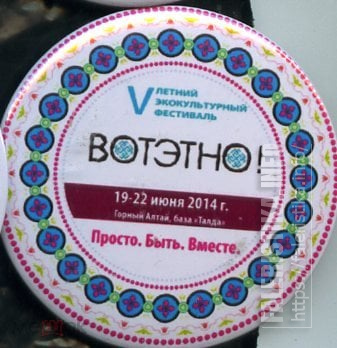 V ЛЕТНИЙ
ЭКОКУЛЬТУРНЫЙ
ФЕСТИВАЛЬ
ВОТЭТНО!
19-22 июня 2014 г.
Горный Алтай, база «Талда»
Просто. Быть. Вместе.